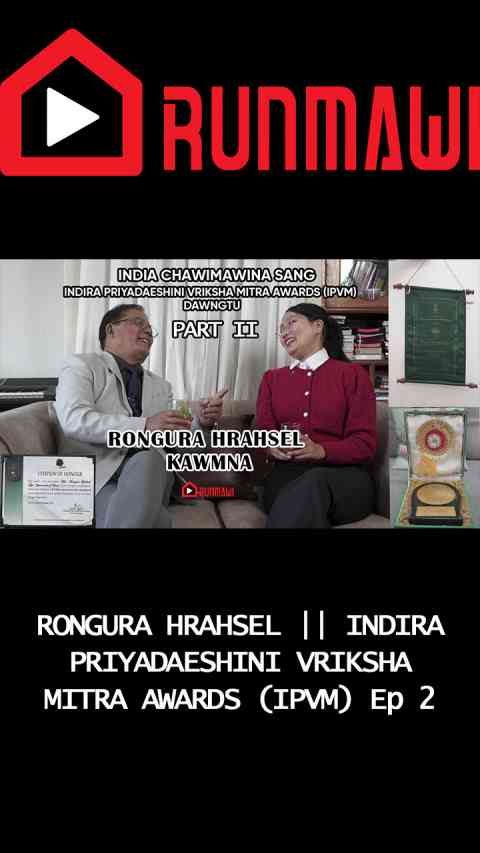 RUNMAWI
INDIA CHAWIMAWINA SANG
INDIRA PRIYADAESHINI VRIKSHA MITRA AWARDS (IPVM)
DAWNGTU
PART II
RONGURA HRAHSEL
KAWMNA
RUNMAWI
RONGURA HRAHSEL || INDIRA
PRIYADAESHINI VRIKSHA
MITRA AWARDS (IPVM) Ep 2